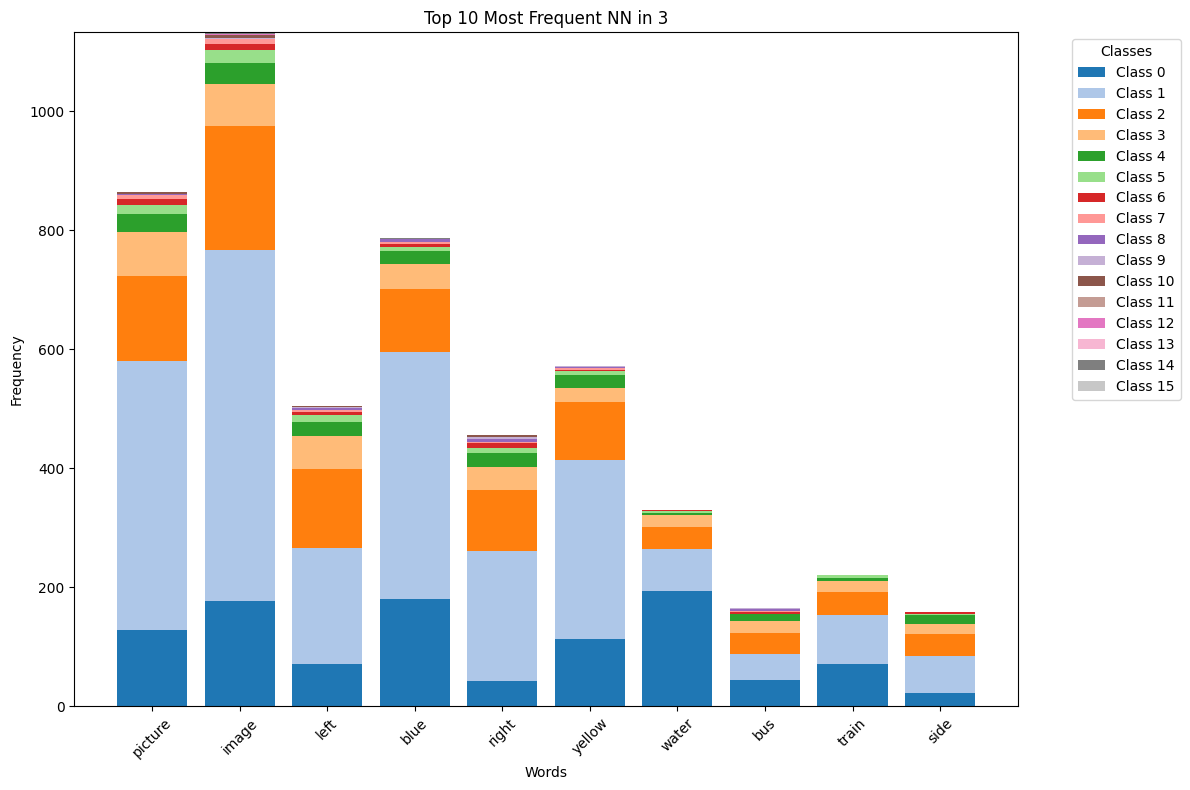 Top 10 Most Frequent NN in 3
Frequency
1000
800
600
400
200
0
picture
image
left
blue
right
yellow
water
bus
train
side
Words
Classes
Class 0
Class 1
Class 2
Class 3
Class 4
Class 5
Class 6
Class 7
Class 8
Class 9
Class 10
Class 11
Class 12
Class 13
Class 14
Class 15